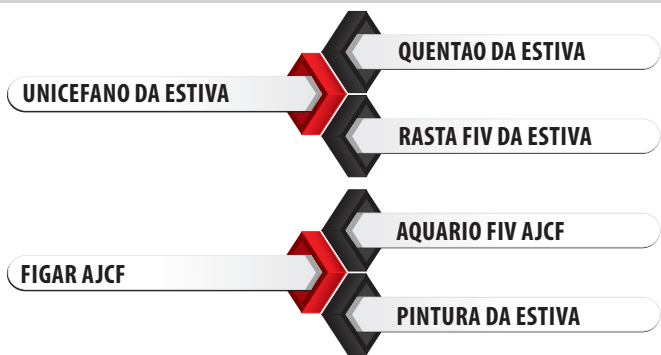 QUENTAO DA ESTIVA
UNICEFANO DA ESTIVA
RASTA FIV DA ESTIVA
AQUARIO FIV AJCF
FIGAR AJCF
PINTURA DA ESTIVA